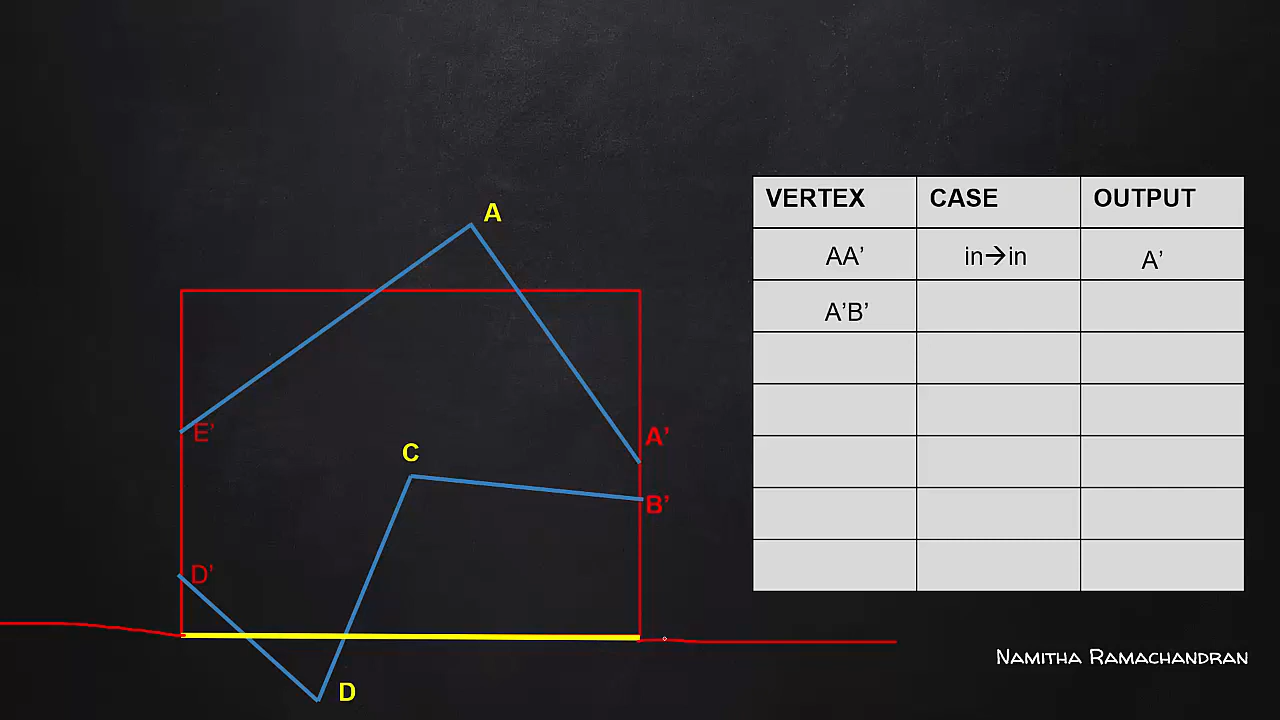 A
E'
C
A'
B'
D'
D
VERTEX CASE OUTPUT
AA' in→in A'
A'B'
NAMITHA RAMACHANDRAN